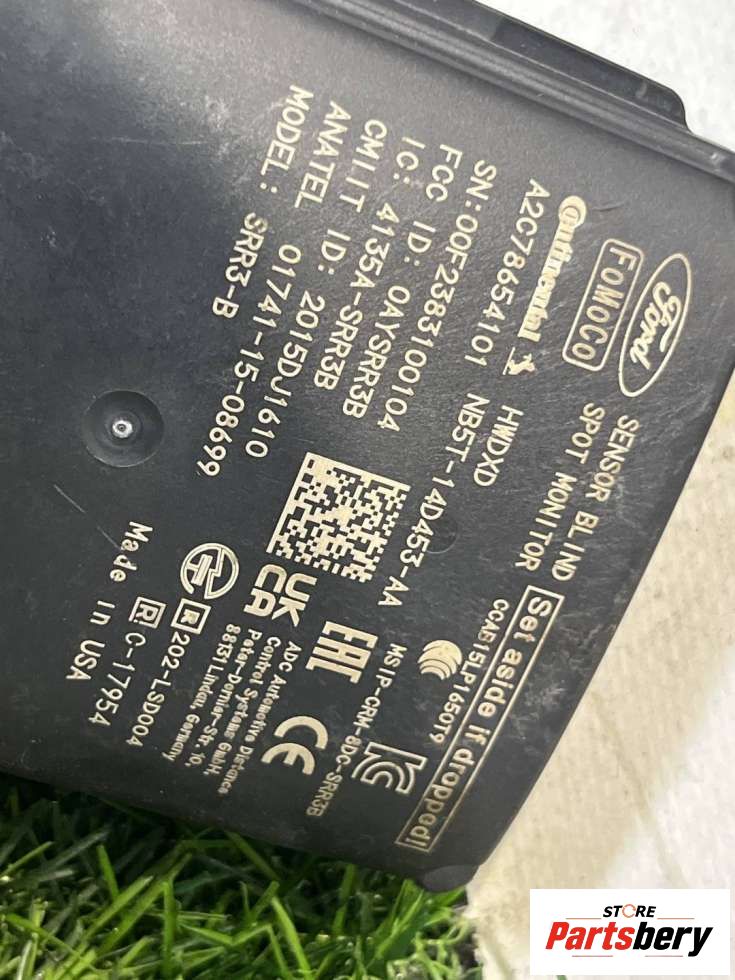 Ford
FoMoCo
SENSOR BLIND
SPOT MONITOR
Continental
HWDXD
A2C78654101 NB5T-14D453-AA
SN:00F2383100104
FCC ID: OAYSRR3B
IC: 4135A-SRR3B
CMIIT ID: 2015DJ1610
ANATEL 01741-15-08699
MODEL: SRR3-B
Set aside if dropped!
CCAB15LP1650T9
MSIP-CRM-8DC-SRR3B
UK
CA
EAC
CE
KC
ADC Automotive Distance
Control Systems GmbH,
Peter-Dornier-Str. 10,
88131 Lindau, Germany
R 202-LSD004
R: C-17954
Made in USA
STORE
Partsbery